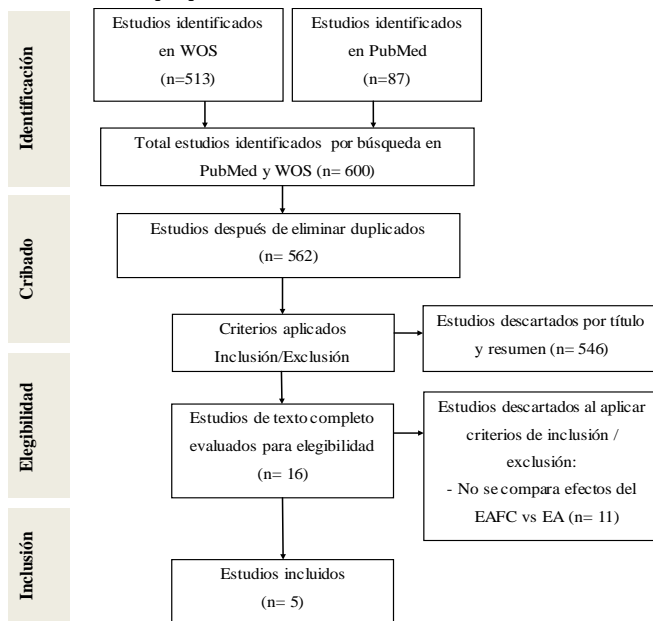 Identificación
Estudios identificados
en WOS
(n=513)
Estudios identificados
en PubMed
(n=87)
Total estudios identificados por búsqueda en
PubMed y WOS (n= 600)
Cribado
Estudios después de eliminar duplicados
(n= 562)
Criterios aplicados
Inclusión/Exclusión
Estudios descartados por título
y resumen (n= 546)
Elegibilidad
Estudios de texto completo
evaluados para elegibilidad
(n= 16)
Estudios descartados al aplicar
criterios de inclusión /
exclusión:
- No se compara efectos del
EAFC vs EA (n= 11)
Inclusión
Estudios incluidos
(n= 5)